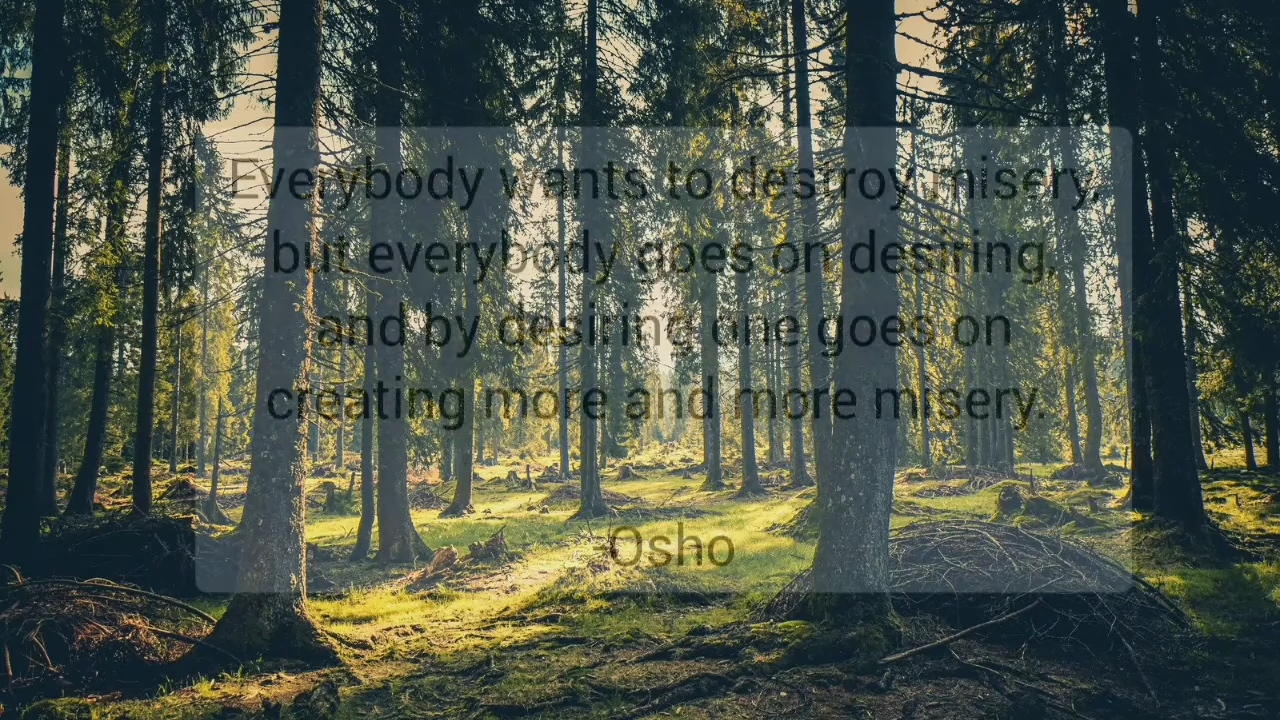 Everybody wants to destroy misery,
but everybody goes on desiring,
and by desiring one goes on
creating more and more misery.
Osho